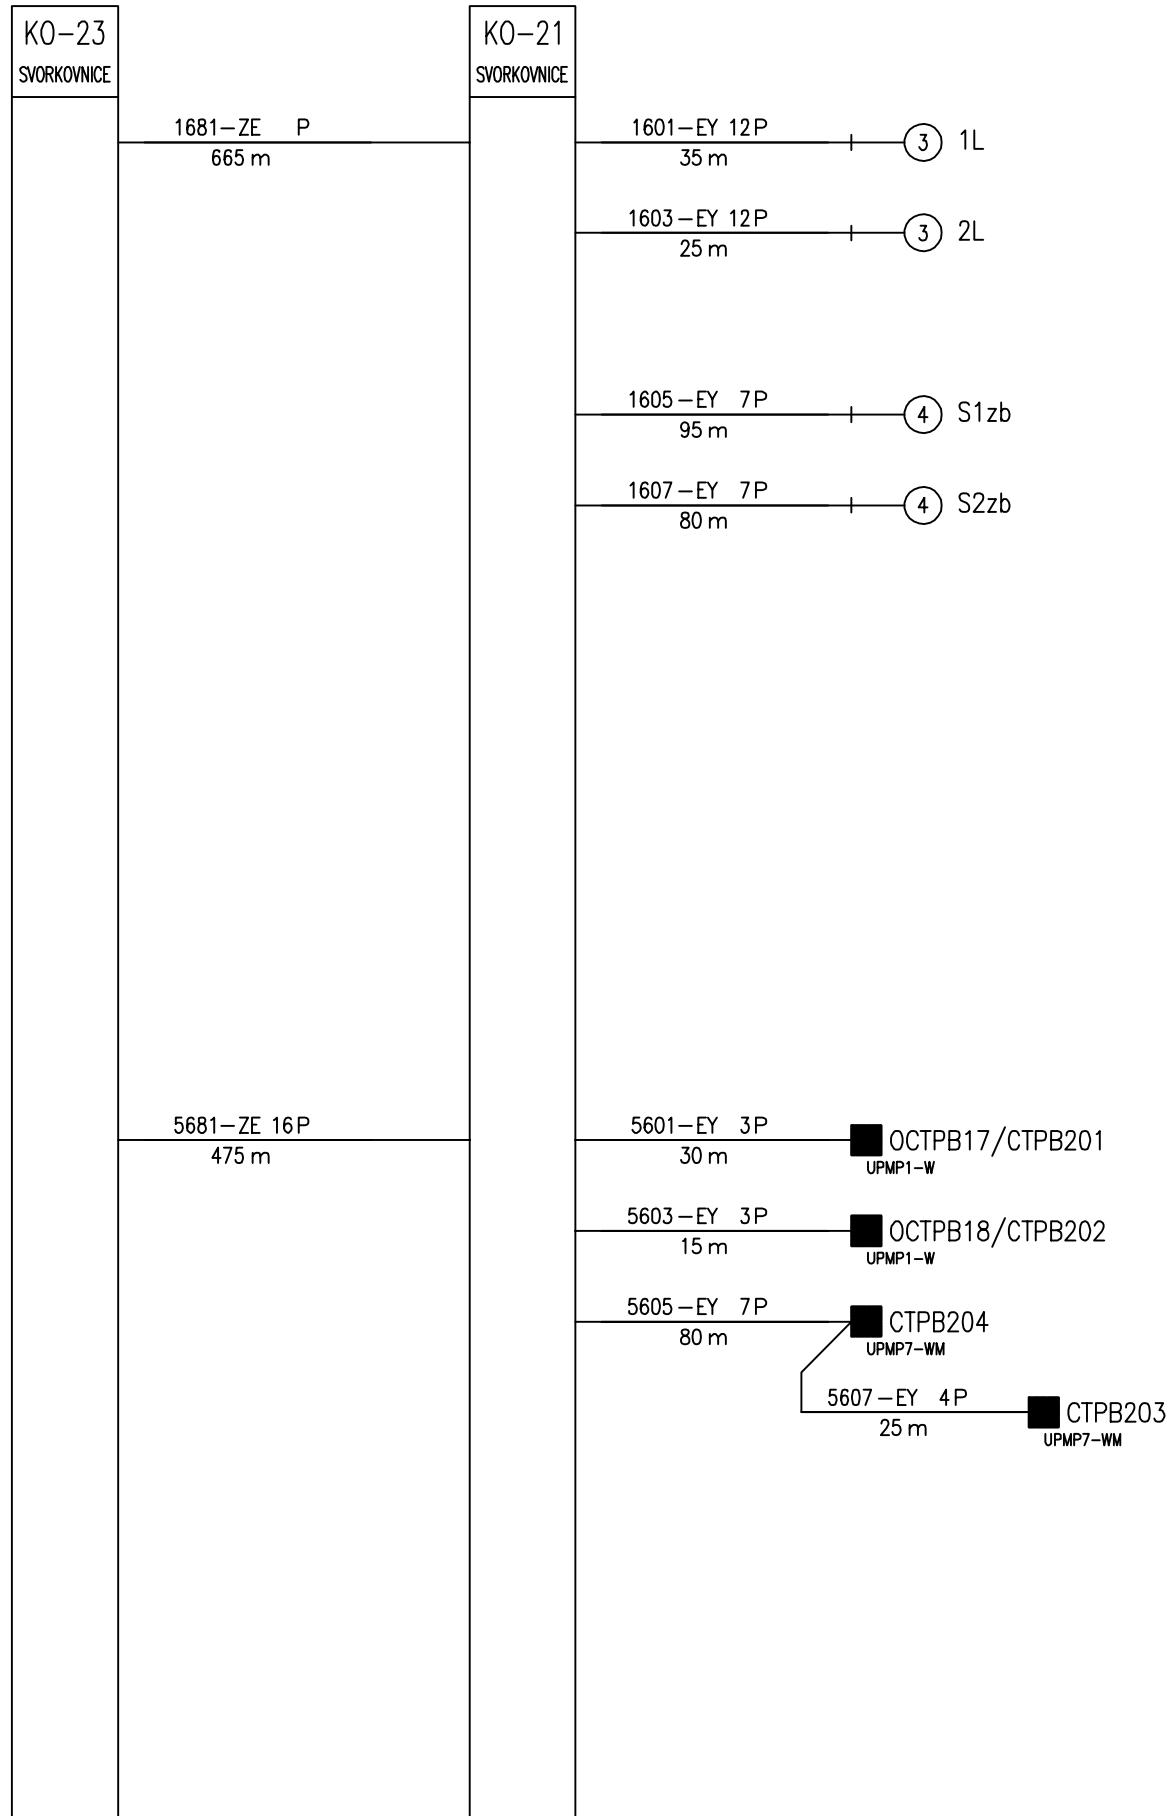 KO-23
SVORKOVNICE
KO-21
SVORKOVNICE
1681-ZE P
665 m
1601-EY 12P
35 m
3 1L
1603-EY 12P
25 m
3 2L
1605-EY 7P
95 m
4 S1zb
1607-EY 7P
80 m
4 S2zb
5681-ZE 16P
475 m
5601-EY 3P
30 m
OCTPB17/CTPB201
UPMP1-W
5603-EY 3P
15 m
OCTPB18/CTPB202
UPMP1-W
5605-EY 7P
80 m
CTPB204
UPMP7-WM
5607-EY 4P
25 m
CTPB203
UPMP7-WM